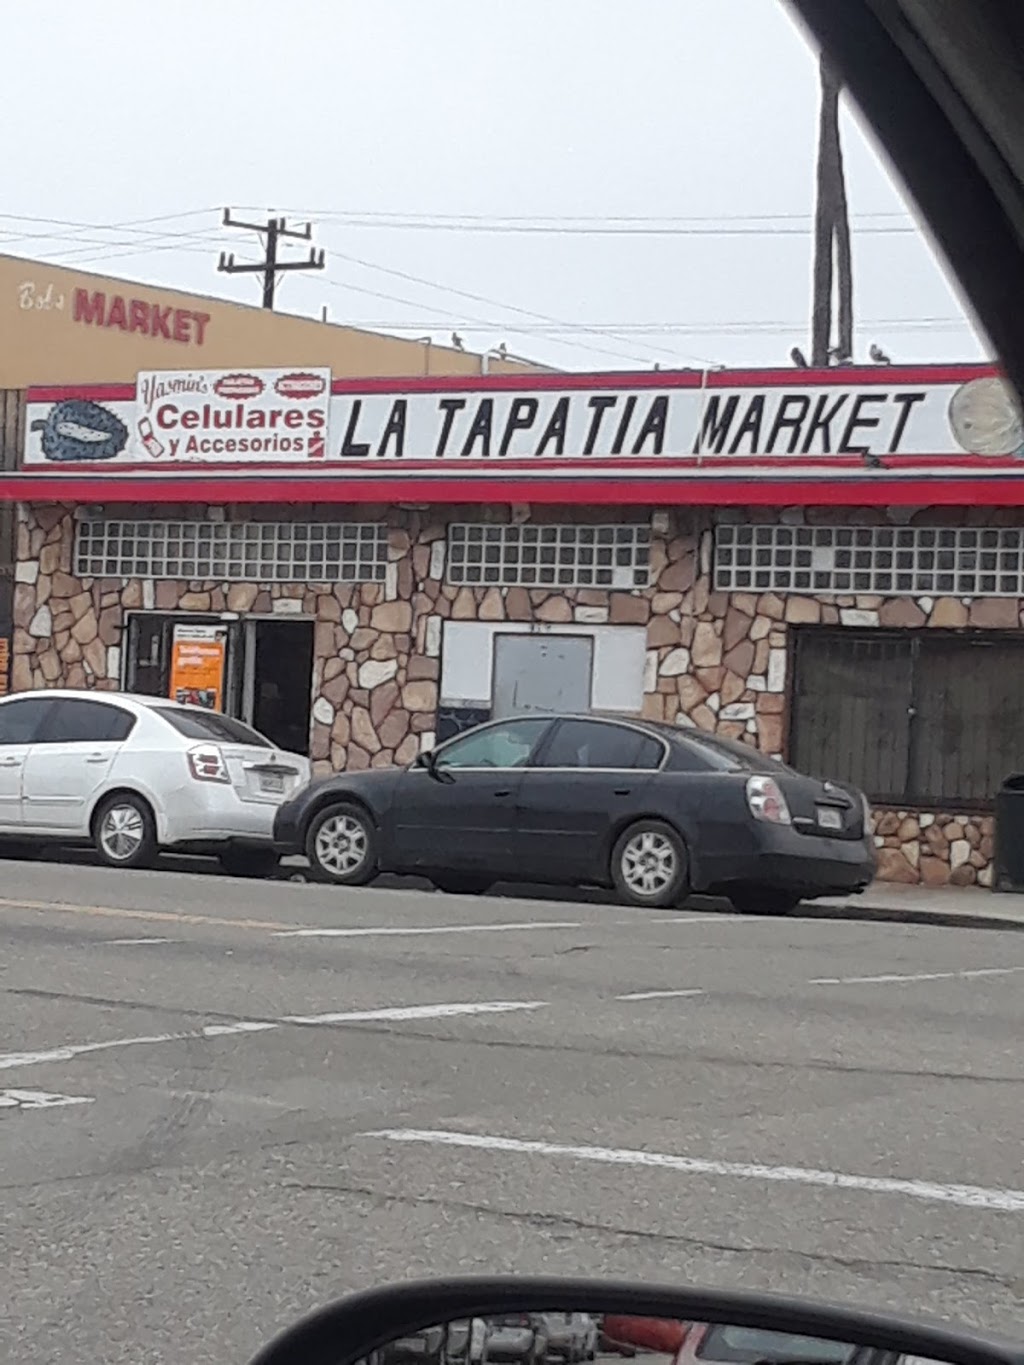 Bob's MARKET
Yasmin's
Celulares
y Accesorios
LA TAPATIA MARKET